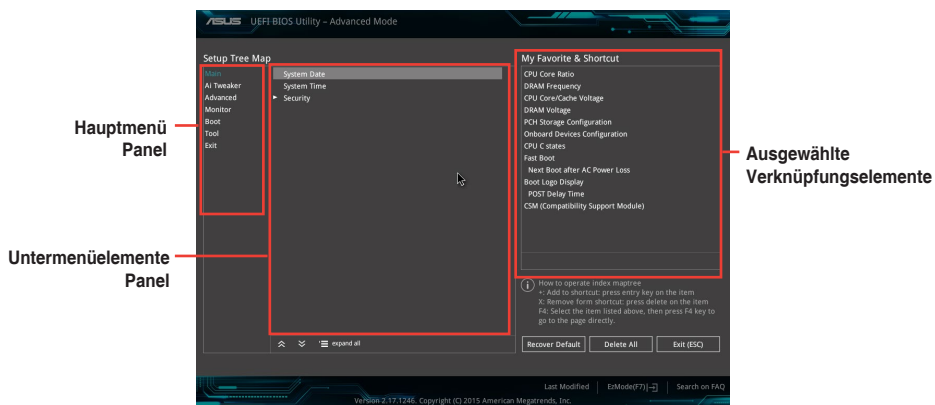 ASUS UEFI BIOS Utility – Advanced Mode
Setup Tree Map
Main
Ai Tweaker
Advanced
Monitor
Boot
Tool
Exit
System Date
System Time
Security
expand all
My Favorite & Shortcut
CPU Core Ratio
DRAM Frequency
CPU Core/Cache Voltage
DRAM Voltage
PCH Storage Configuration
Onboard Devices Configuration
CPU C states
Fast Boot
Next Boot after AC Power Loss
Boot Logo Display
POST Delay Time
CSM (Compatibility Support Module)
How to operate index maptree
+: Add to shortcut: press entry key on the item
X: Remove form shortcut: press delete on the item
F4: Select the item listed above, then press F4 key to
go to the page directly.
Recover Default
Delete All
Exit (ESC)
Last Modified
EzMode(F7)
Search on FAQ
Version 2.17.1246. Copyright (C) 2015 American Megatrends, Inc.
Hauptmenü
Panel
Untermenüelemente
Panel
Ausgewählte
Verknüpfungselemente